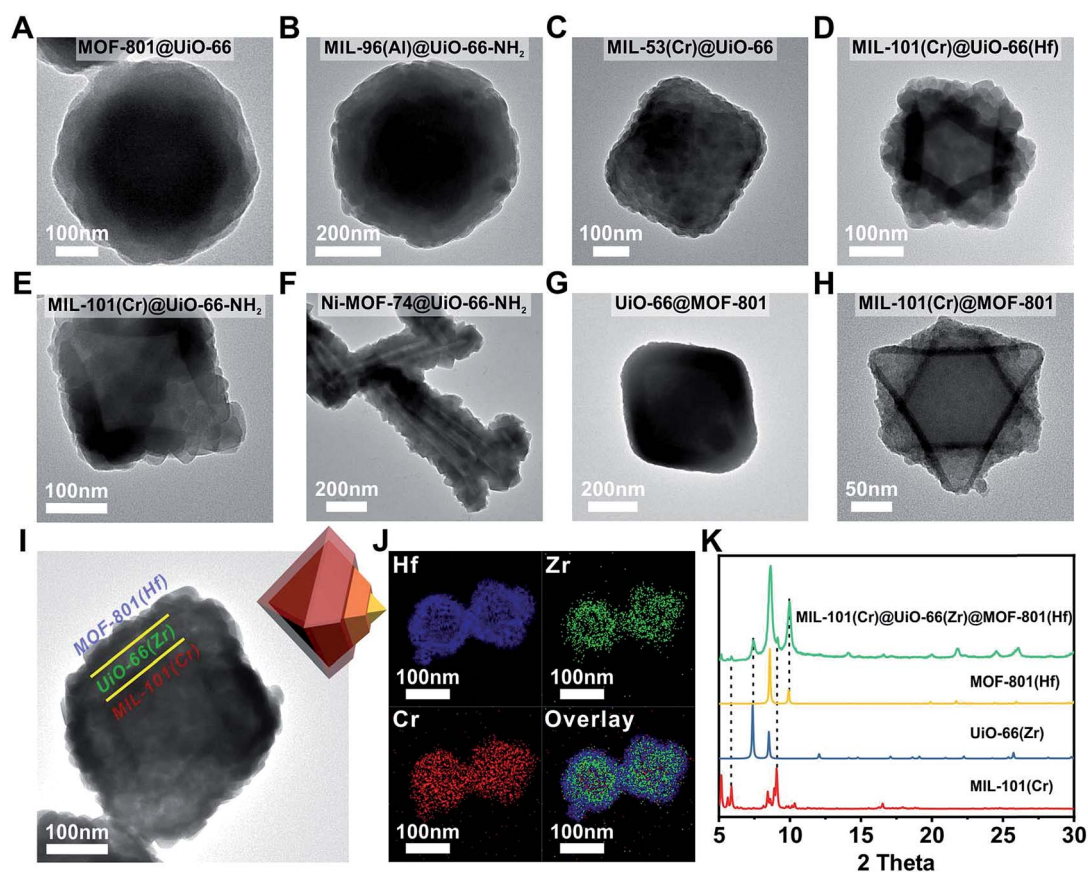 A
MOF-801@UiO-66
100nm
B
MIL-96(Al)@UiO-66-NH₂
200nm
C
MIL-53(Cr)@UiO-66
100nm
D
MIL-101(Cr)@UiO-66(Hf)
100nm
E
MIL-101(Cr)@UiO-66-NH₂
100nm
F
Ni-MOF-74@UiO-66-NH₂
200nm
G
UiO-66@MOF-801
200nm
H
MIL-101(Cr)@MOF-801
50nm
I
MOF-801(Hf)
UiO-66(Zr)
MIL-101(Cr)
100nm
J
Hf
100nm
Zr
100nm
Cr
100nm
Overlay
100nm
K
MIL-101(Cr)@UiO-66(Zr)@MOF-801(Hf)
MOF-801(Hf)
UiO-66(Zr)
MIL-101(Cr)
5 10 15 20 25 30
2 Theta